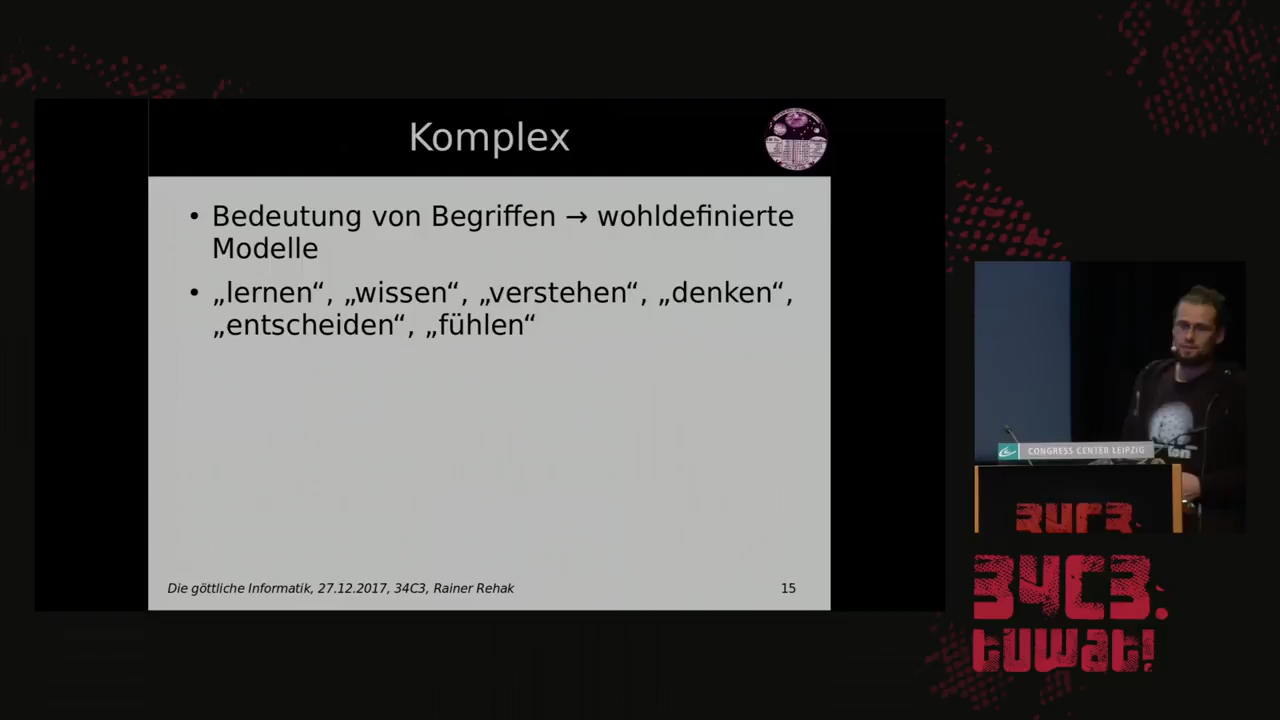 Komplex
• Bedeutung von Begriffen → wohldefinierte
Modelle
• „lernen“, „wissen“, „verstehen“, „denken“,
„entscheiden“, „fühlen“
Die göttliche Informatik, 27.12.2017, 34C3, Rainer Rehak
15
CONGRESS CENTER LEIPZIG
34C3.
tuwat!